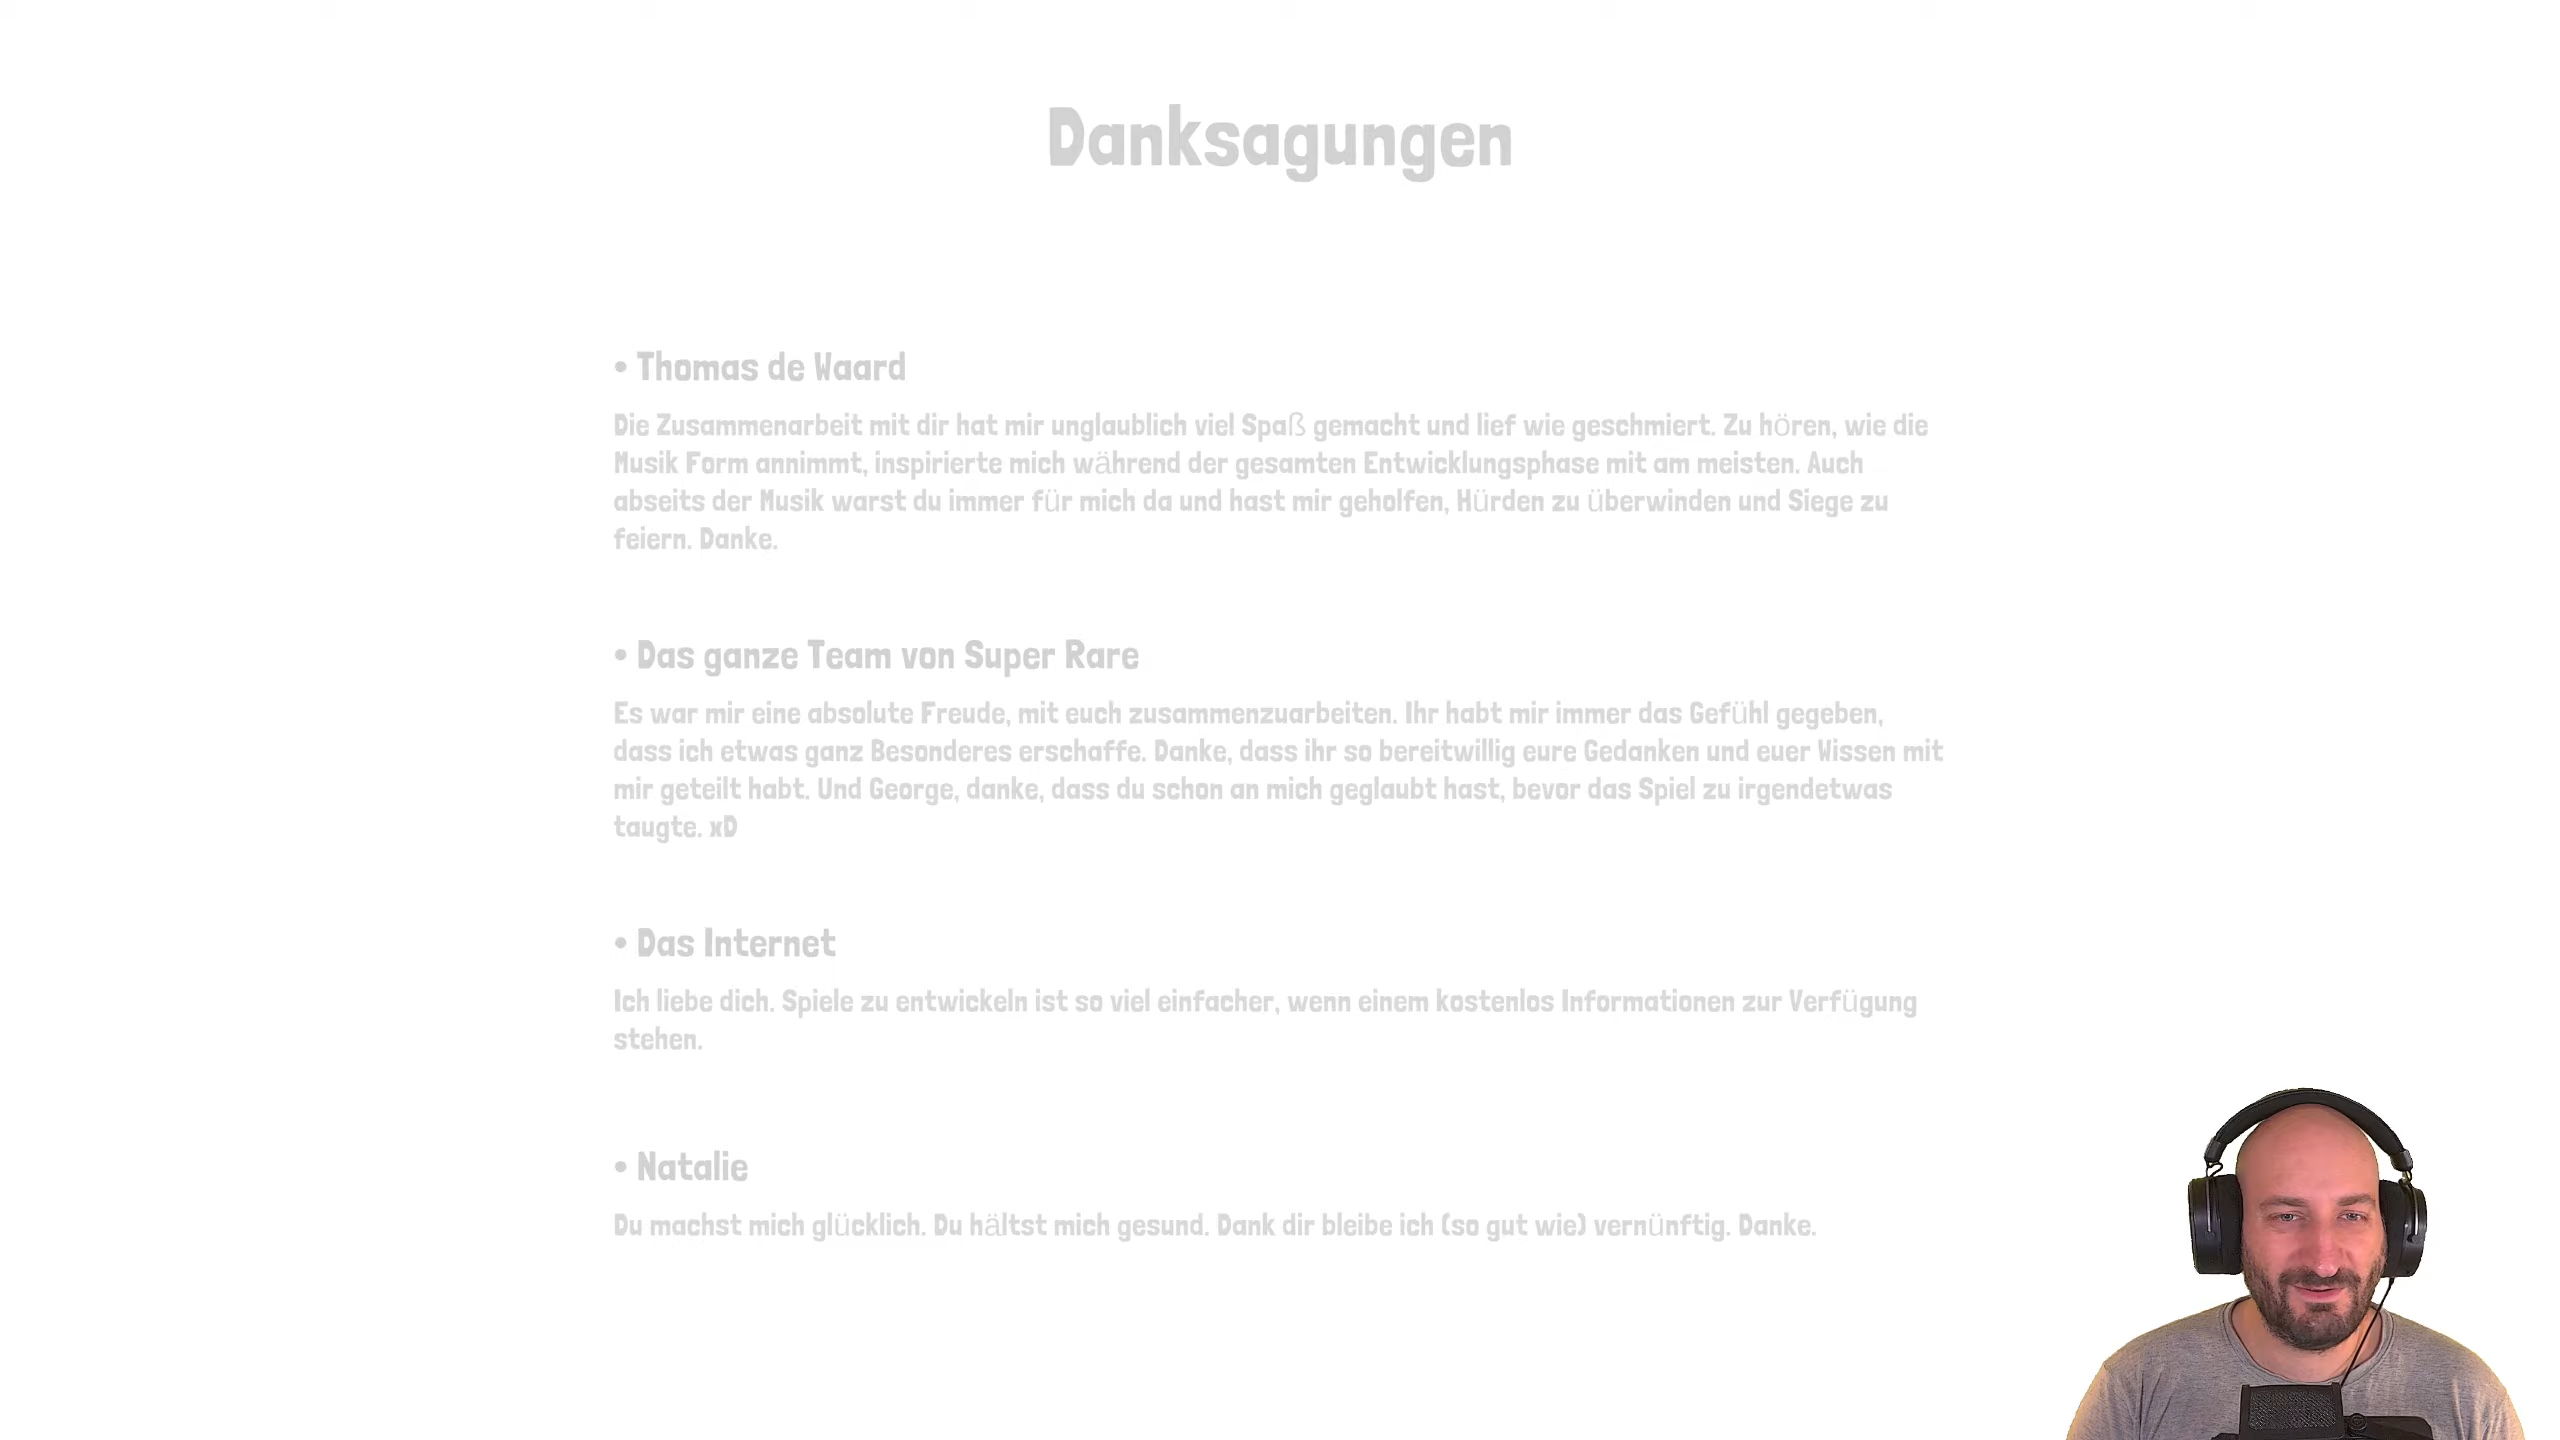 Danksagungen
• Thomas de Waard
Die Zusammenarbeit mit dir hat mir unglaublich viel Spaß gemacht und lief wie geschmiert. Zu hören, wie die
Musik Form annimmt, inspirierte mich während der gesamten Entwicklungsphase mit am meisten. Auch
abseits der Musik warst du immer für mich da und hast mir geholfen, Hürden zu überwinden und Siege zu
feiern. Danke.
• Das ganze Team von Super Rare
Es war mir eine absolute Freude, mit euch zusammenzuarbeiten. Ihr habt mir immer das Gefühl gegeben,
dass ich etwas ganz Besonderes erschaffe. Danke, dass ihr so bereitwillig eure Gedanken und euer Wissen mit
mir geteilt habt. Und George, danke, dass du schon an mich geglaubt hast, bevor das Spiel zu irgendetwas
taugte. xD
• Das Internet
Ich liebe dich. Spiele zu entwickeln ist so viel einfacher, wenn einem kostenlos Informationen zur Verfügung
stehen.
• Natalie
Du machst mich glücklich. Du hältst mich gesund. Dank dir bleibe ich (so gut wie) vernünftig. Danke.